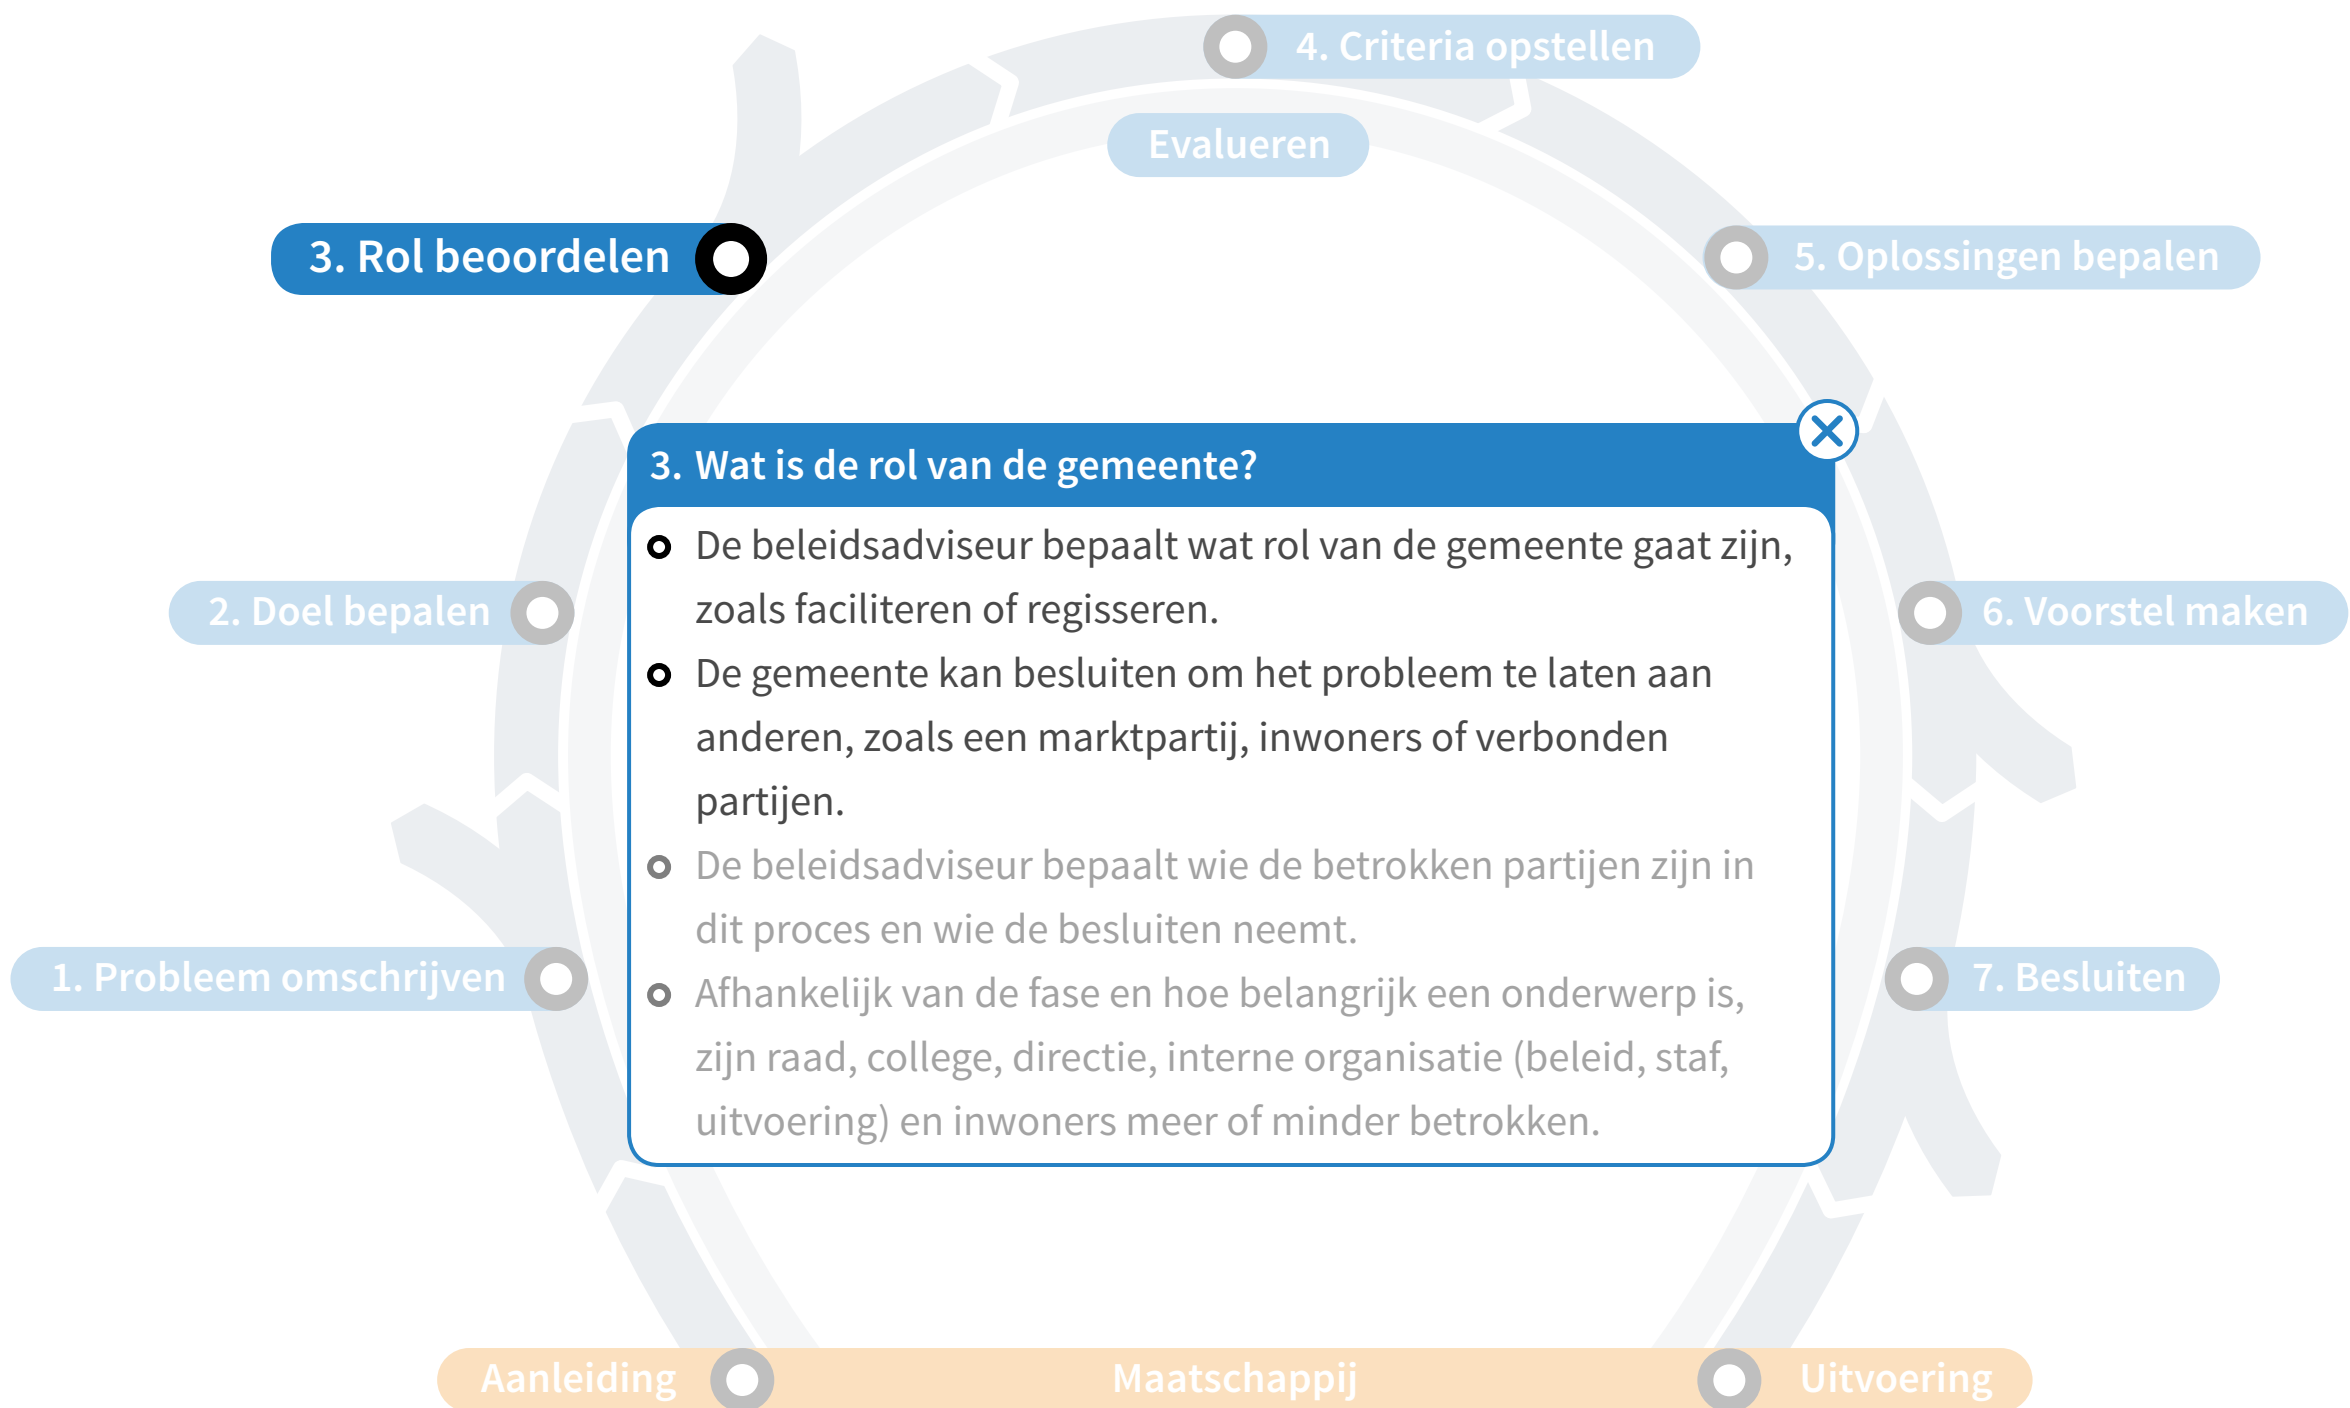 4. Criteria opstellen
Evalueren
3. Rol beoordelen
5. Oplossingen bepalen
3. Wat is de rol van de gemeente?
De beleidsadviseur bepaalt wat rol van de gemeente gaat zijn,
zoals faciliteren of regisseren.
De gemeente kan besluiten om het probleem te laten aan
anderen, zoals een marktpartij, inwoners of verbonden
partijen.
De beleidsadviseur bepaalt wie de betrokken partijen zijn in
dit proces en wie de besluiten neemt.
Afhankelijk van de fase en hoe belangrijk een onderwerp is,
zijn raad, college, directie, interne organisatie (beleid, staf,
uitvoering) en inwoners meer of minder betrokken.
2. Doel bepalen
6. Voorstel maken
1. Probleem omschrijven
7. Besluiten
Aanleiding
Maatschappij
Uitvoering